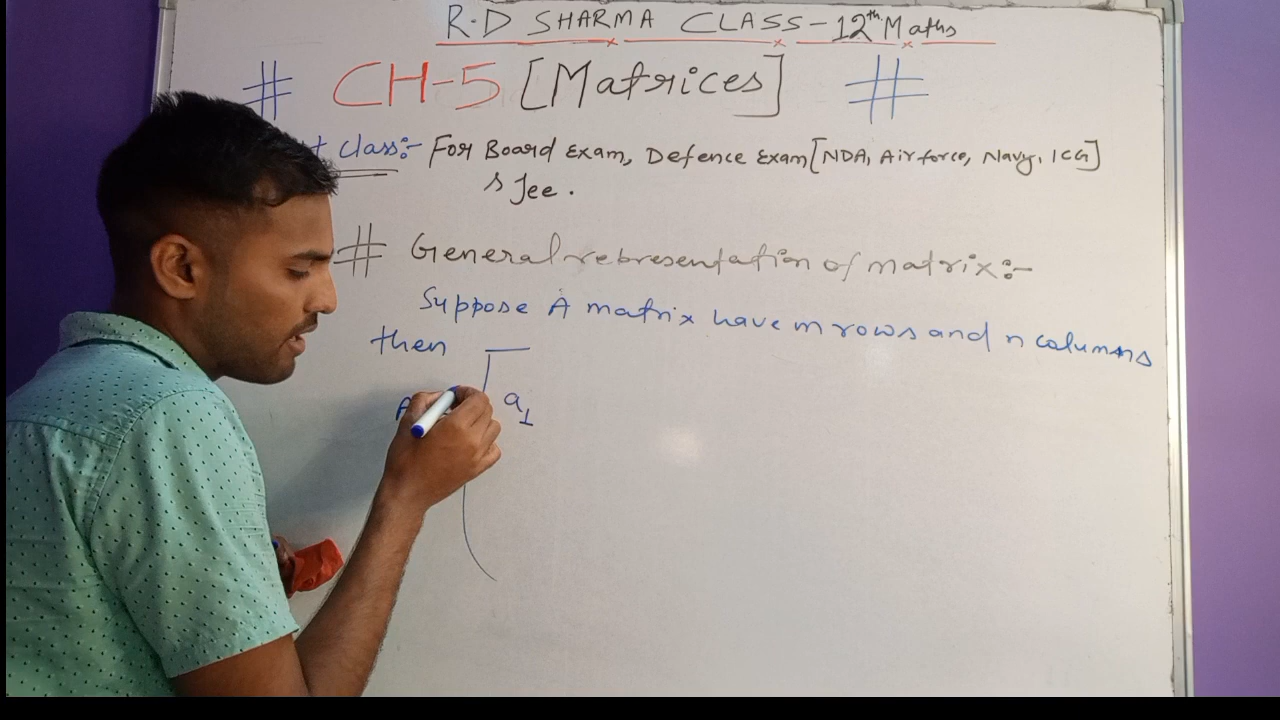 R.D SHARMA CLASS-12th Maths
# CH-5 [Matrices] #
class:- For Board Exam, Defence Exam [NDA, Airforce, Navy, ICG]
& Jee.
# General representation of matrix:-
Suppose A matrix have m rows and n columns
then
a1